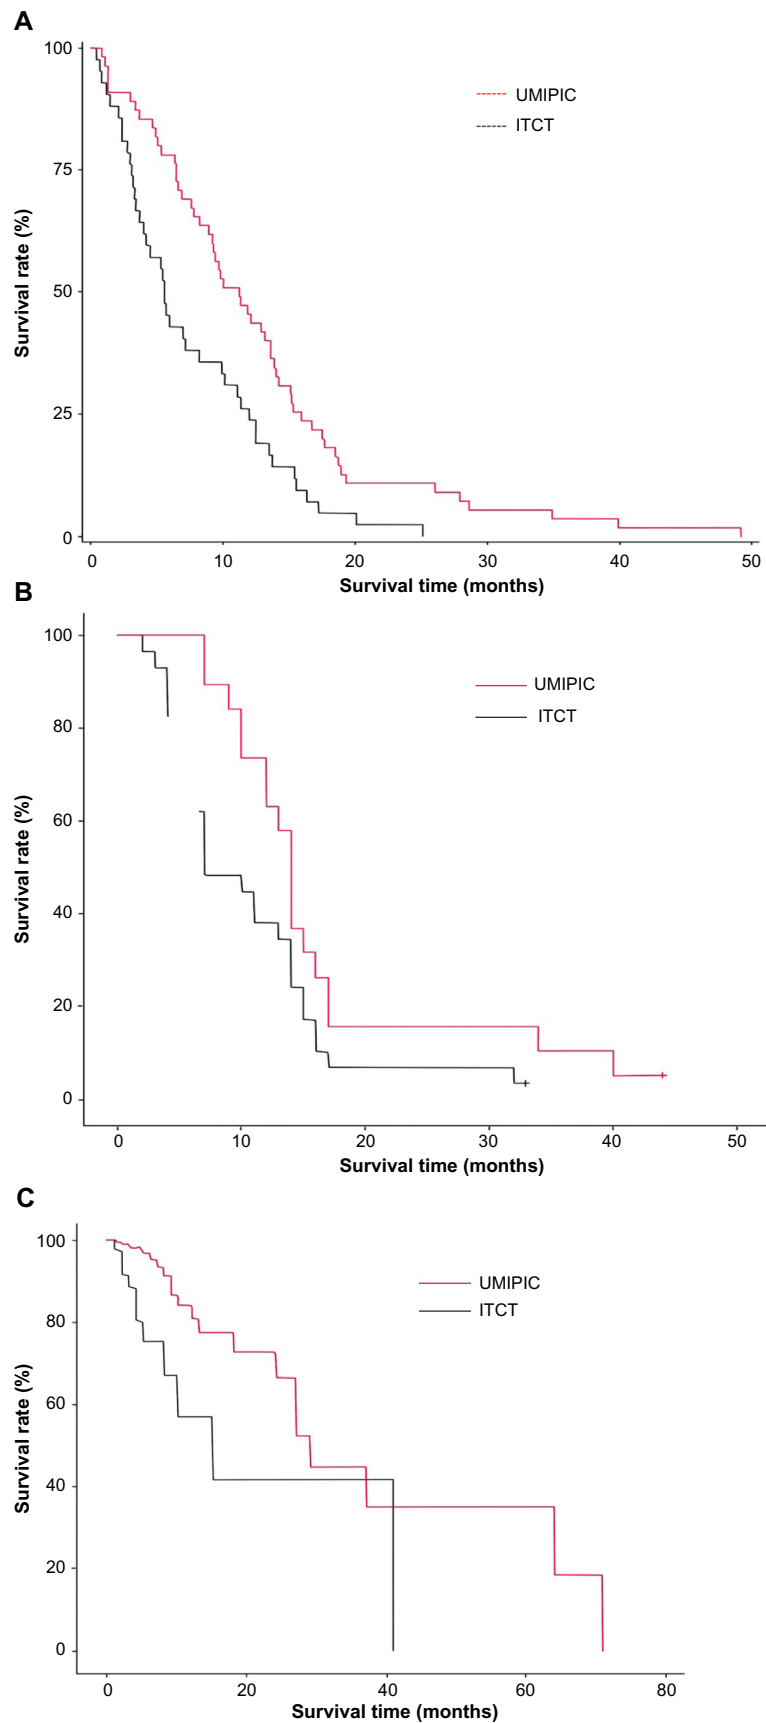 A
100
75
50
25
0
Survival rate (%)
UMIPIC
ITCT
0 10 20 30 40 50
Survival time (months)
B
100
80
60
40
20
0
Survival rate (%)
UMIPIC
ITCT
0 10 20 30 40 50
Survival time (months)
C
100
80
60
40
20
0
Survival rate (%)
UMIPIC
ITCT
0 20 40 60 80
Survival time (months)